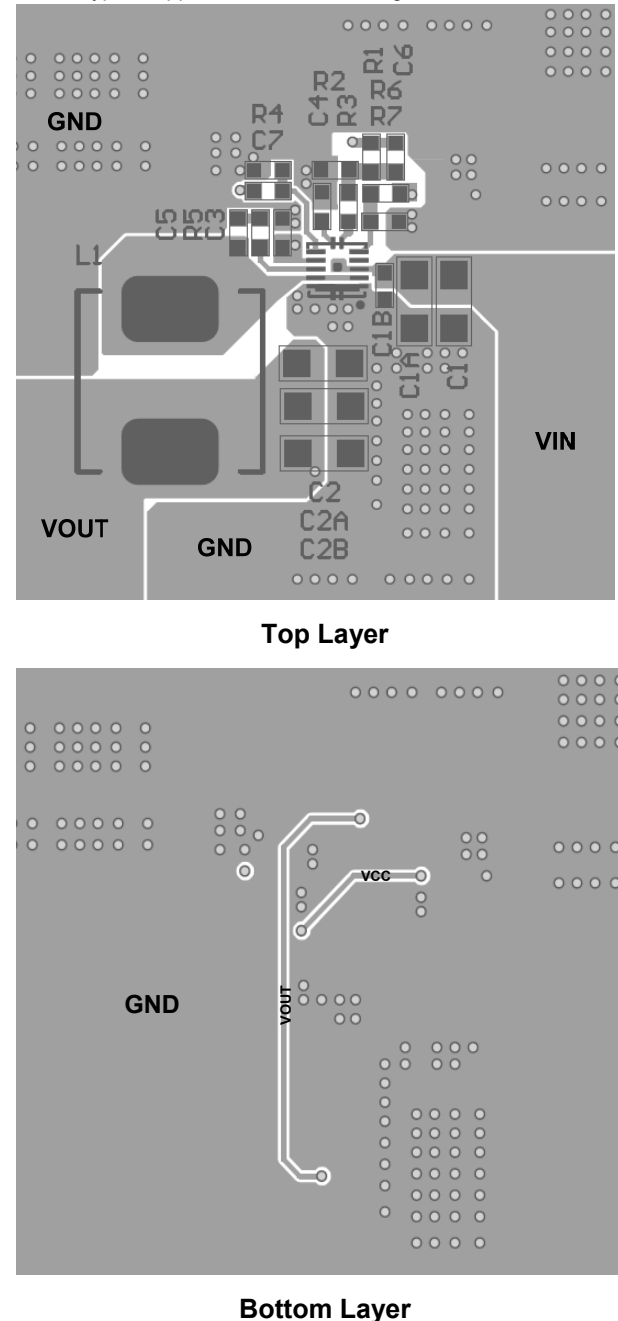 R1
C6
R2
C4
R3
R6
R7
R4
C7
GND
C5
R5
C3
L1
C1B
C1A
C1
VIN
VOUT
GND
C2
C2A
C2B
Top Layer
VCC
GND
VOUT
Bottom Layer